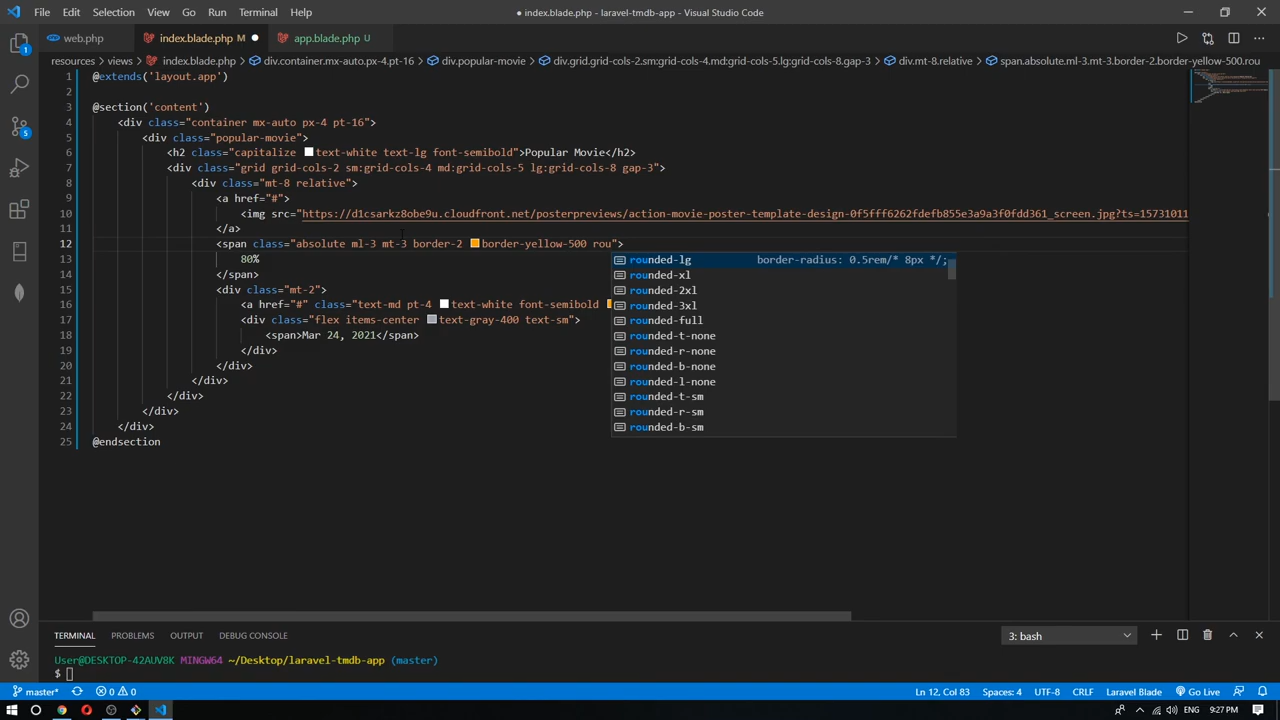 File Edit Selection View Go Run Terminal Help ● index.blade.php - laravel-tmdb-app - Visual Studio Code
web.php index.blade.php M ● app.blade.php U
resources > views > index.blade.php > div.container.mx-auto.px-4.pt-16 > div.popular-movie > div.grid.grid-cols-2.sm:grid-cols-4.md:grid-cols-5.lg:grid-cols-8.gap-3 > div.mt-8.relative > span.absolute.ml-3.mt-3.border-2.border-yellow-500.rou
1 @extends('layout.app')
2
3 @section('content')
4 <div class="container mx-auto px-4 pt-16">
5 <div class="popular-movie">
6 <h2 class="capitalize text-white text-lg font-semibold">Popular Movie</h2>
7 <div class="grid grid-cols-2 sm:grid-cols-4 md:grid-cols-5 lg:grid-cols-8 gap-3">
8 <div class="mt-8 relative">
9 <a href="#">
10 <img src="https://d1csarkz8obe9u.cloudfront.net/posterpreviews/action-movie-poster-template-design-0f5fff6262fdefb855e3a9a3f0fdd361_screen.jpg?ts=15731011
11 </a>
12 <span class="absolute ml-3 mt-3 border-2 border-yellow-500 rou">
13 80%
rounded-lg border-radius: 0.5rem/* 8px */;
14 </span>
rounded-xl
15 <div class="mt-2">
rounded-2xl
16 <a href="#" class="text-md pt-4 text-white font-semibold
rounded-3xl
17 <div class="flex items-center text-gray-400 text-sm">
rounded-full
18 <span>Mar 24, 2021</span>
rounded-t-none
19 </div>
rounded-r-none
20 </div>
rounded-b-none
21 </div>
rounded-l-none
22 </div>
rounded-t-sm
23 </div>
rounded-r-sm
24 </div>
rounded-b-sm
25 @endsection
TERMINAL PROBLEMS OUTPUT DEBUG CONSOLE 3: bash
User@DESKTOP-42AUV8K MINGW64 ~/Desktop/laravel-tmdb-app (master)
$
master* 0 0 Ln 12, Col 83 Spaces: 4 UTF-8 CRLF Laravel Blade Go Live
9:27 PM